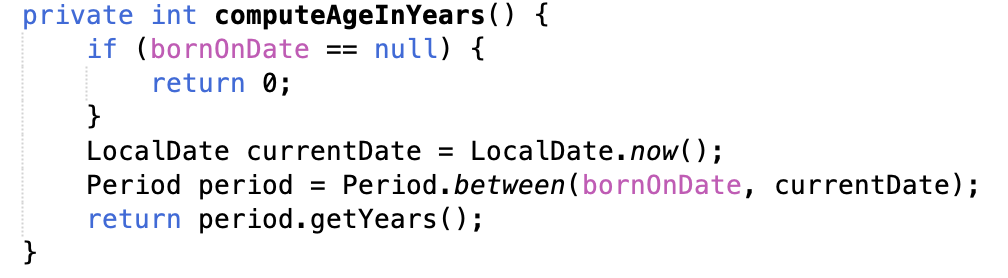 private int computeAgeInYears() {
    if (bornOnDate == null) {
        return 0;
    }
    LocalDate currentDate = LocalDate.now();
    Period period = Period.between(bornOnDate, currentDate);
    return period.getYears();
}